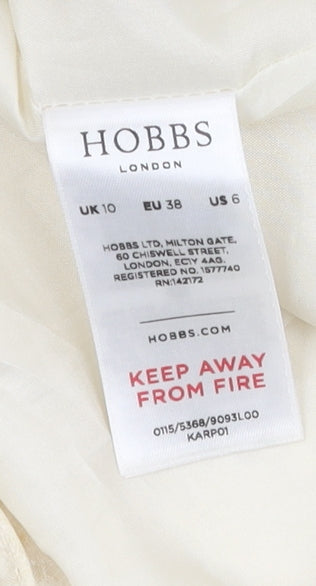 HOBBS
LONDON
UK 10 EU 38 US 6
HOBBS LTD, MILTON GATE,
60 CHISWELL STREET,
LONDON, EC1Y 4AG.
REGISTERED NO. 1577740
RN:142172
HOBBS.COM
KEEP AWAY
FROM FIRE
0115/5368/9093L00
KARP01